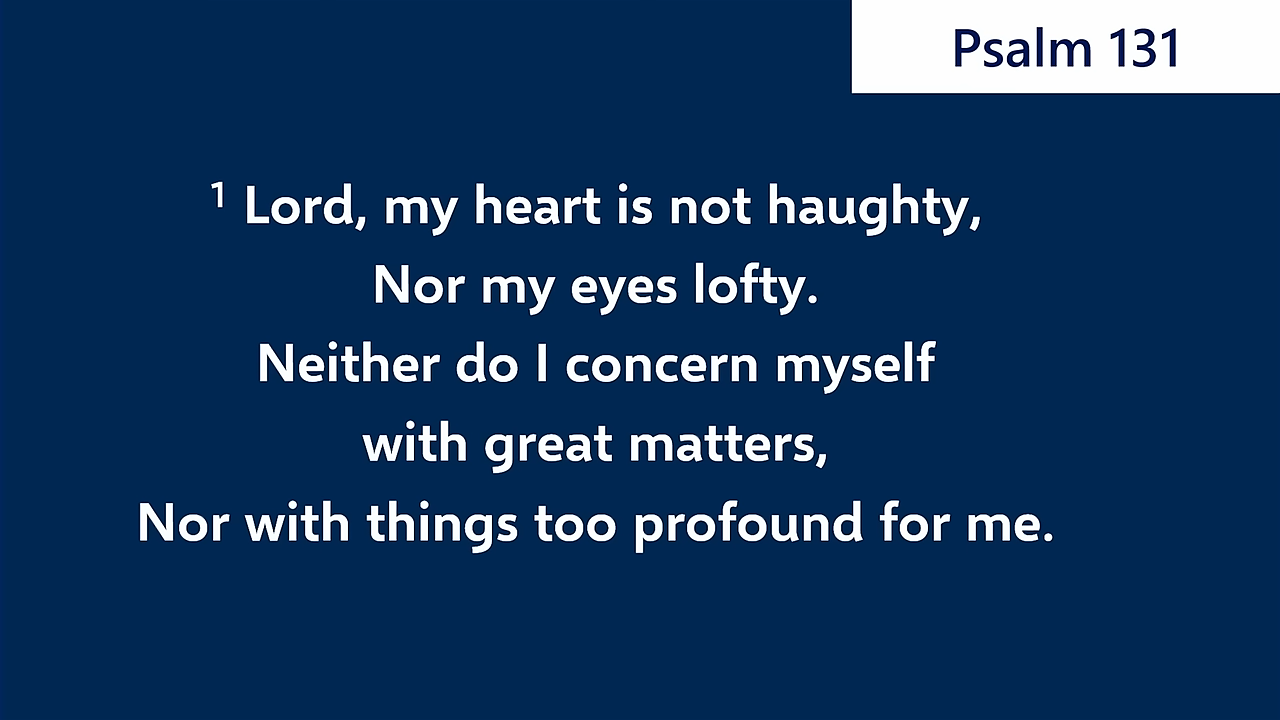 Psalm 131
¹ Lord, my heart is not haughty,
Nor my eyes lofty.
Neither do I concern myself
with great matters,
Nor with things too profound for me.